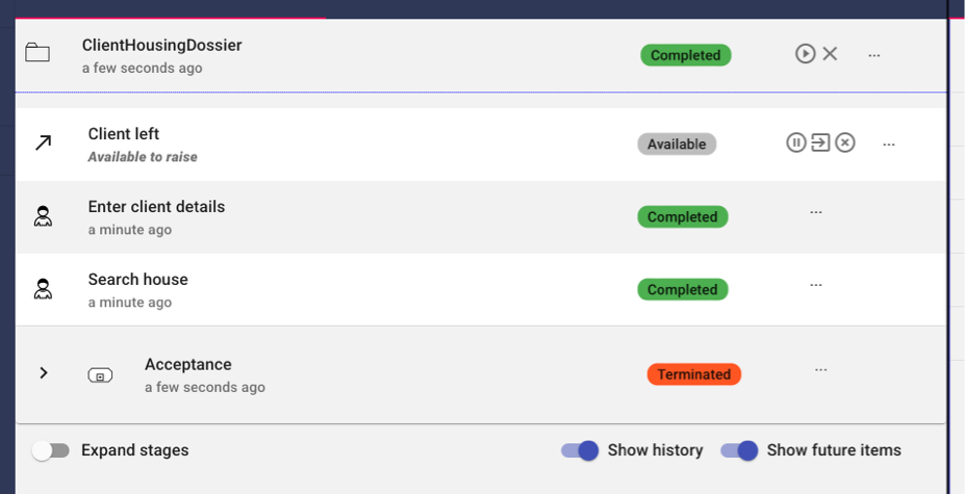 ClientHousingDossier
a few seconds ago
Completed
...
Client left
Available to raise
Available
...
Enter client details
a minute ago
Completed
...
Search house
a minute ago
Completed
...
Acceptance
a few seconds ago
Terminated
...
Expand stages
Show history
Show future items